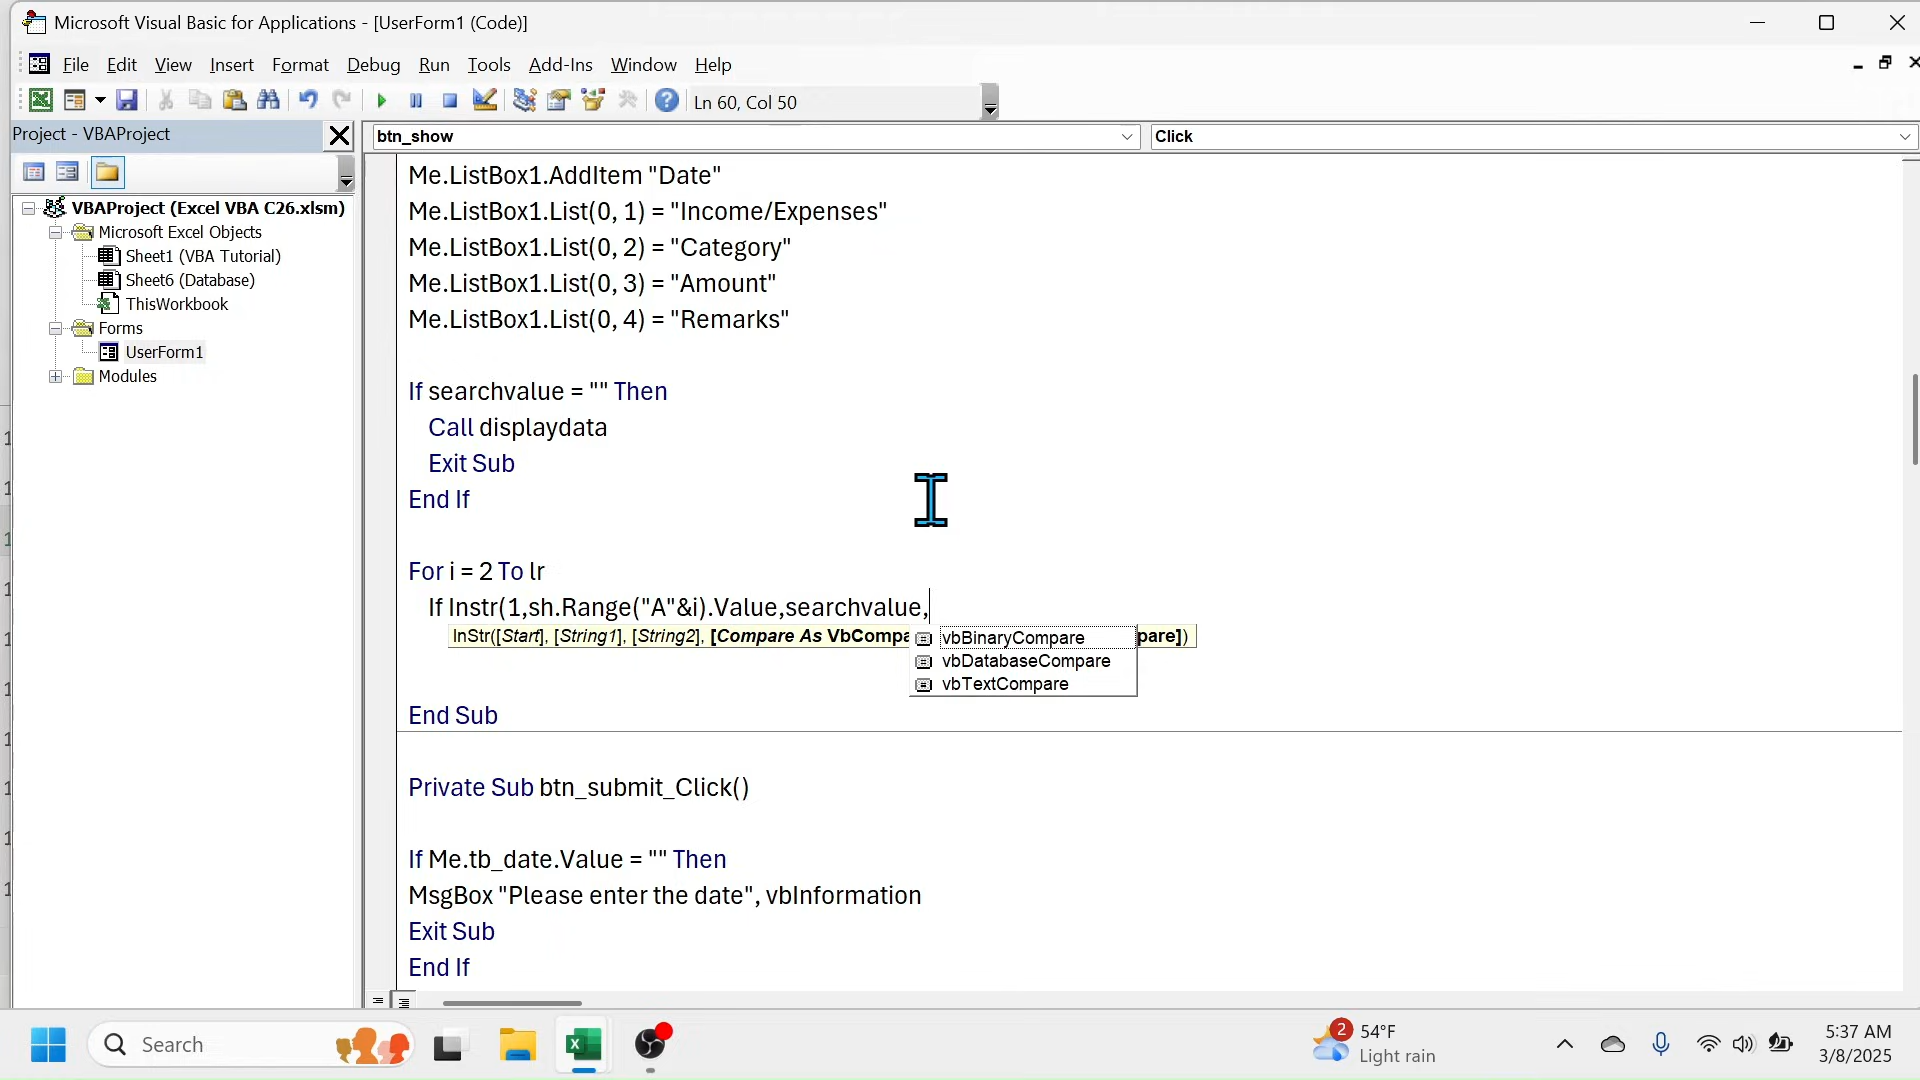 Microsoft Visual Basic for Applications - [UserForm1 (Code)]
File Edit View Insert Format Debug Run Tools Add-Ins Window Help
Ln 60, Col 50
Project - VBAProject
btn_show
Click
VBAProject (Excel VBA C26.xlsm)
Microsoft Excel Objects
Sheet1 (VBA Tutorial)
Sheet6 (Database)
ThisWorkbook
Forms
UserForm1
Modules
Me.ListBox1.AddItem "Date"
Me.ListBox1.List(0, 1) = "Income/Expenses"
Me.ListBox1.List(0, 2) = "Category"
Me.ListBox1.List(0, 3) = "Amount"
Me.ListBox1.List(0, 4) = "Remarks"
If searchvalue = "" Then
Call displaydata
Exit Sub
End If
For i = 2 To lr
If Instr(1,sh.Range("A"&i).Value,searchvalue,
InStr([Start], [String1], [String2], [Compare As VbCompa pare])
vbBinaryCompare
vbDatabaseCompare
vbTextCompare
End Sub
Private Sub btn_submit_Click()
If Me.tb_date.Value = "" Then
MsgBox "Please enter the date", vbInformation
Exit Sub
End If
Search
2
54°F
Light rain
5:37 AM
3/8/2025